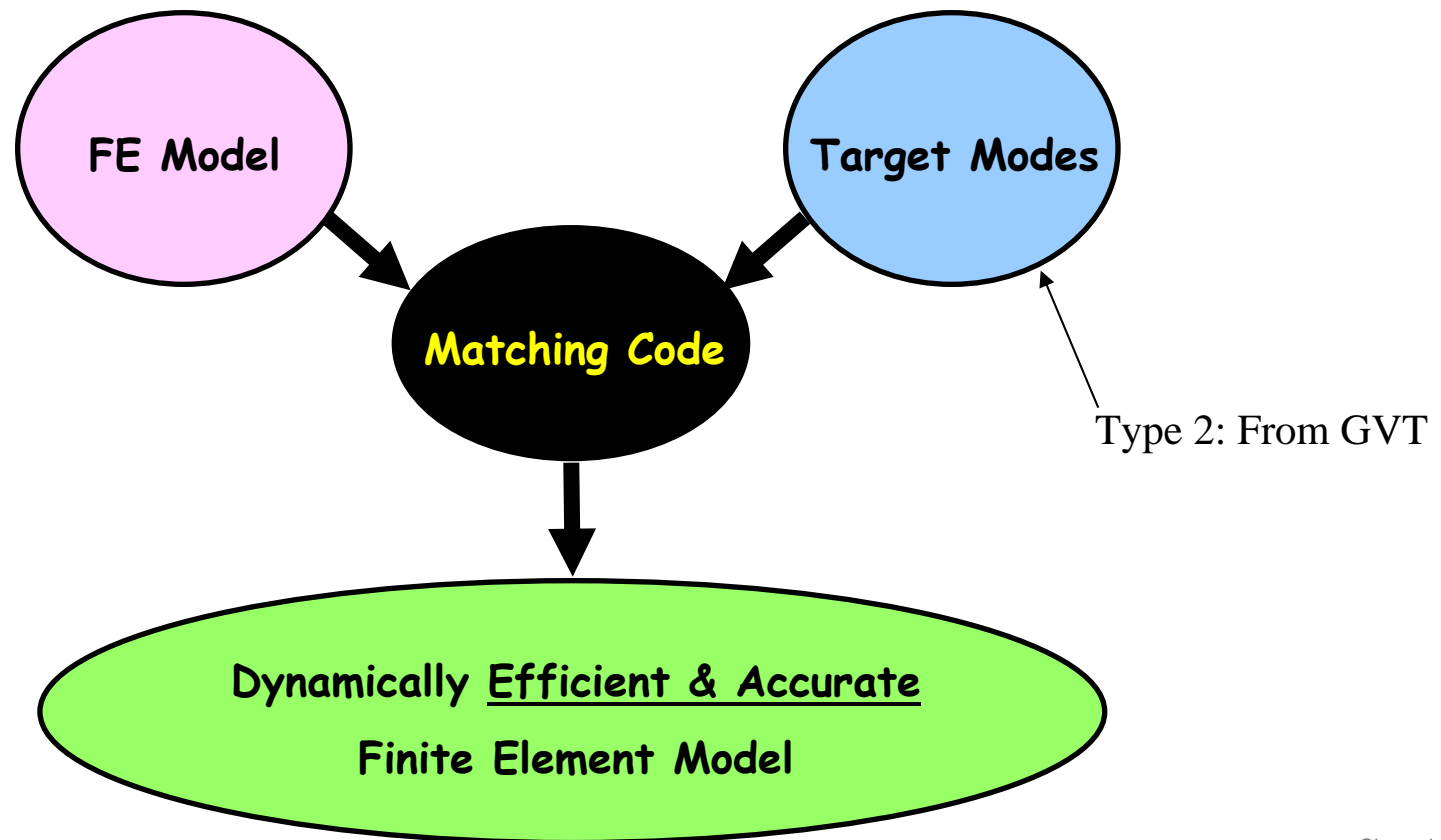 FE Model
Target Modes
Matching Code
Type 2: From GVT
Dynamically Efficient & Accurate
Finite Element Model